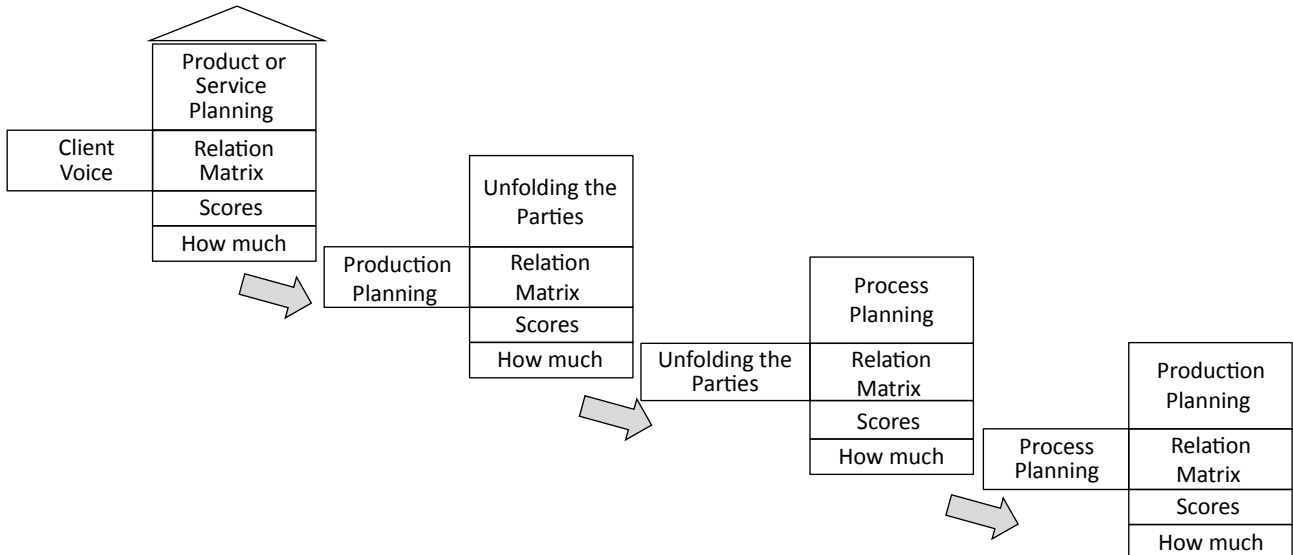 Product or
Service
Planning
Client
Voice
Relation
Matrix
Scores
How much
Unfolding the
Parties
Production
Planning
Relation
Matrix
Scores
How much
Process
Planning
Unfolding the
Parties
Relation
Matrix
Scores
How much
Production
Planning
Process
Planning
Relation
Matrix
Scores
How much